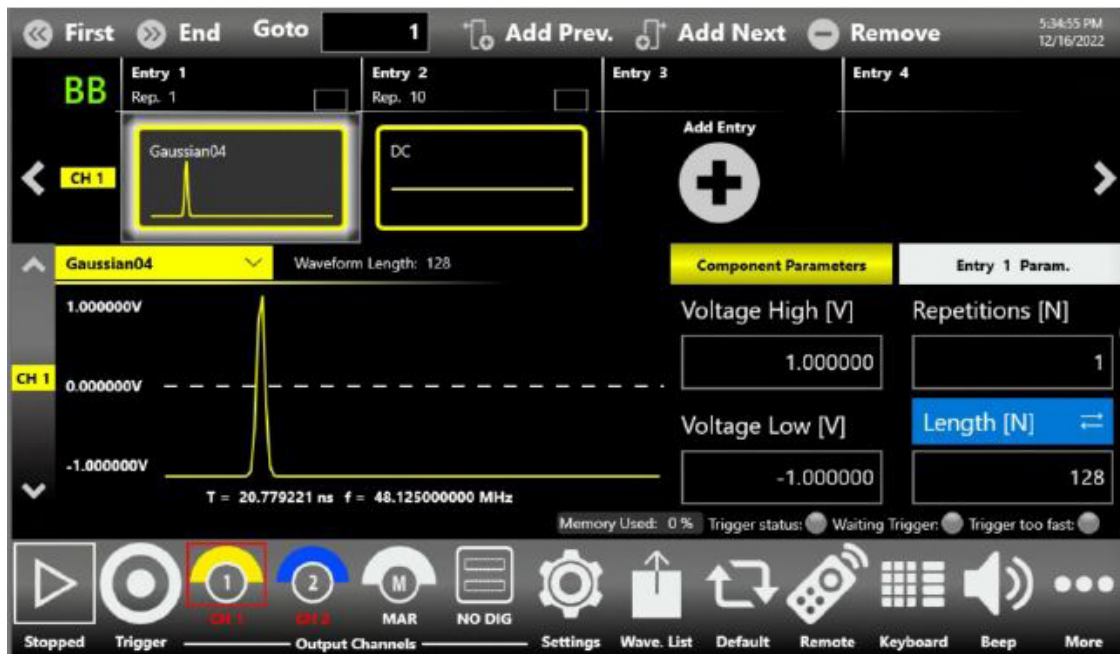 First End Goto 1 Add Prev. Add Next Remove 5:34:55 PM
12/16/2022
BB
Entry 1
Rep. 1
Entry 2
Rep. 10
Entry 3
Entry 4
CH 1
Gaussian04
DC
Add Entry
Gaussian04 Waveform Length: 128
Component Parameters
Entry 1 Param.
1.000000V
CH 1
0.000000V
-1.000000V
T = 20.779221 ns f = 48.125000000 MHz
Voltage High [V]
1.000000
Voltage Low [V]
-1.000000
Repetitions [N]
1
Length [N]
128
Memory Used: 0 % Trigger status: Waiting Trigger: Trigger too fast:
1 2 M
CH 1 CH 2 MAR NO DIG
Stopped Trigger Output Channels Settings Wave. List Default Remote Keyboard Beep More